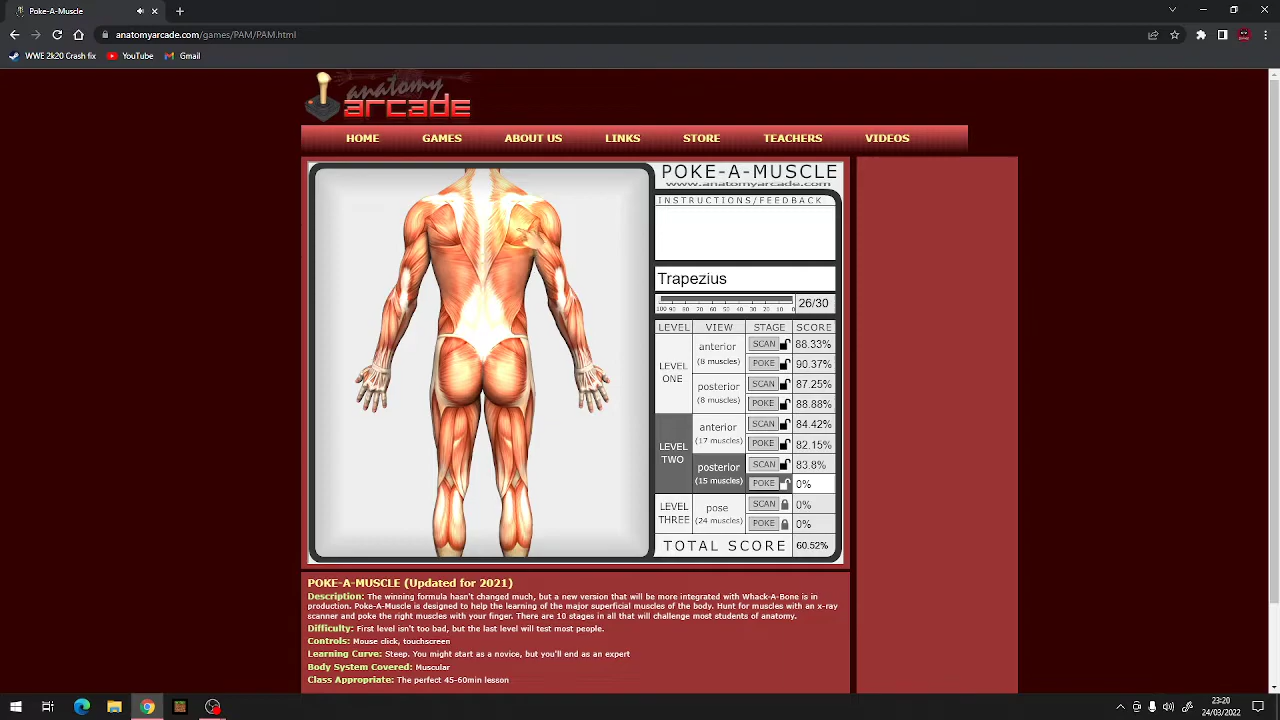 Poke-A-Muscle
anatomyarcade.com/games/PAM/PAM.html
WWE 2k20 Crash fix YouTube Gmail
anatomy
arcade
HOME GAMES ABOUT US LINKS STORE TEACHERS VIDEOS
POKE-A-MUSCLE
www.anatomyarcade.com
INSTRUCTIONS/FEEDBACK
Trapezius
100 90 80 70 60 50 40 30 20 10 0 26/30
LEVEL VIEW STAGE SCORE
LEVEL ONE anterior (8 muscles) SCAN 88.33%
POKE 90.37%
posterior (8 muscles) SCAN 87.25%
POKE 88.88%
LEVEL TWO anterior (17 muscles) SCAN 84.42%
POKE 82.15%
posterior (15 muscles) SCAN 83.8%
POKE 0%
LEVEL THREE pose (24 muscles) SCAN 0%
POKE 0%
TOTAL SCORE 60.52%
POKE-A-MUSCLE (Updated for 2021)
Description: The winning formula hasn't changed much, but a new version that will be more integrated with Whack-A-Bone is in
production. Poke-A-Muscle is designed to help the learning of the major superficial muscles of the body. Hunt for muscles with an x-ray
scanner and poke the right muscles with your finger. There are 10 stages in all that will challenge most students of anatomy.
Difficulty: First level isn't too bad, but the last level will test most people.
Controls: Mouse click, touchscreen
Learning Curve: Steep. You might start as a novice, but you'll end as an expert
Body System Covered: Muscular
Class Appropriate: The perfect 45-60min lesson
23:20
24/03/2022